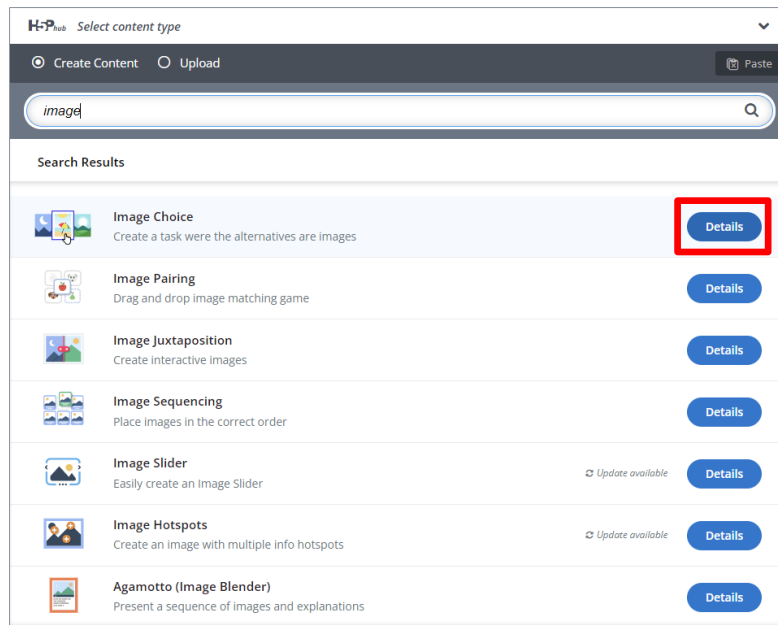 H5P hub Select content type
Create Content Upload Paste
image
Search Results
Image Choice
Create a task were the alternatives are images
Details
Image Pairing
Drag and drop image matching game
Details
Image Juxtaposition
Create interactive images
Details
Image Sequencing
Place images in the correct order
Details
Image Slider
Easily create an Image Slider
Update available
Details
Image Hotspots
Create an image with multiple info hotspots
Update available
Details
Agamotto (Image Blender)
Present a sequence of images and explanations
Details